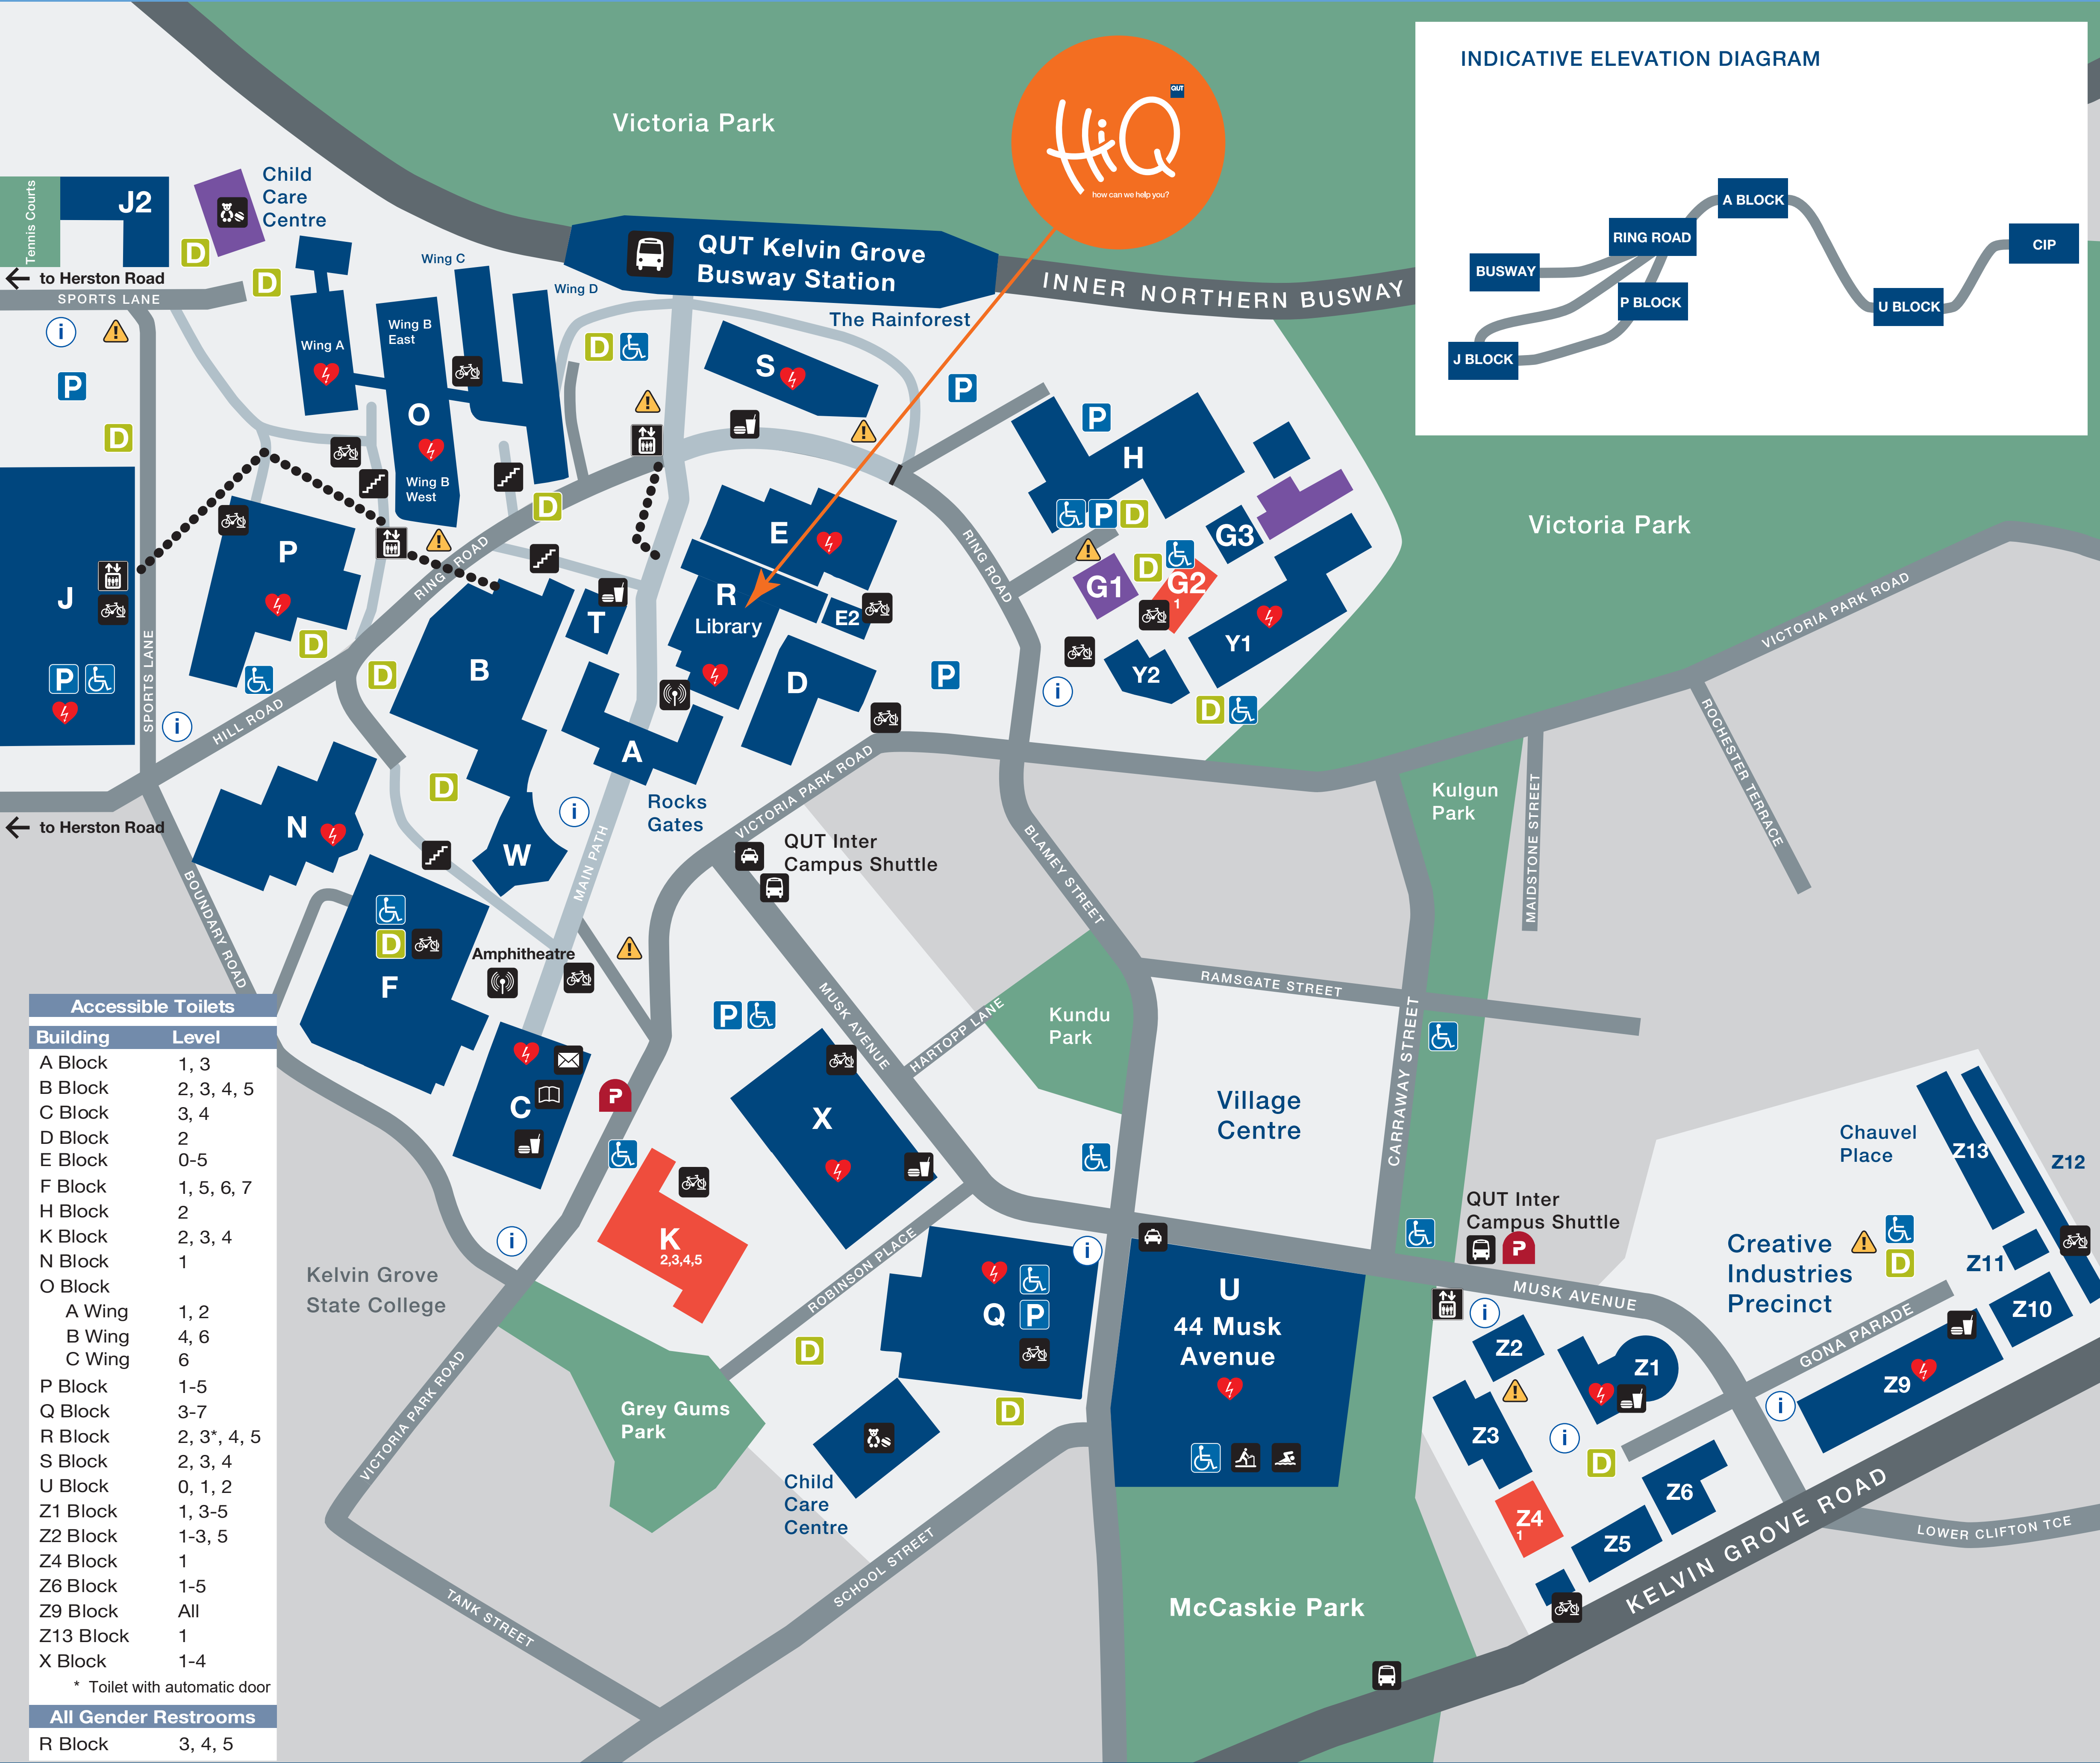 Victoria Park
HiQ
QUT
how can we help you?
INDICATIVE ELEVATION DIAGRAM
A BLOCK
RING ROAD
CIP
BUSWAY
P BLOCK
U BLOCK
J BLOCK
Tennis Courts
J2
Child
Care
Centre
D
D
to Herston Road
SPORTS LANE
i
P
D
Wing A
Wing B
East
O
Wing B
West
Wing C
Wing D
QUT Kelvin Grove
Busway Station
INNER NORTHERN BUSWAY
The Rainforest
D
S
P
P
H
P D
G3
G1
D
G2
1
Y1
Y2
i
D
Victoria Park
VICTORIA PARK ROAD
ROCHESTER TERRACE
MAIDSTONE STREET
Kulgun
Park
J
P
SPORTS LANE
P
D
i
HILL ROAD
RING ROAD
D
D
B
T
E
R
Library
E2
D
P
RING ROAD
A
Rocks
Gates
D
i
W
MAIN PATH
N
to Herston Road
BOUNDARY ROAD
VICTORIA PARK ROAD
QUT Inter
Campus Shuttle
BLAMEY STREET
D
F
Amphitheatre
C
P
P
MUSK AVENUE
HARTOPP LANE
Kundu
Park
RAMSGATE STREET
CARRAWAY STREET
Village
Centre
X
K
2,3,4,5
i
Kelvin Grove
State College
ROBINSON PLACE
VICTORIA PARK ROAD
Grey Gums
Park
D
Q
P
i
D
Child
Care
Centre
SCHOOL STREET
TANK STREET
U
44 Musk
Avenue
McCaskie Park
QUT Inter
Campus Shuttle
P
MUSK AVENUE
i
Z2
Z1
Z3
i
D
Z4
1
Z5
Z6
Creative
Industries
Precinct
D
Chauvel
Place
Z13
Z12
Z11
Z10
GONA PARADE
Z9
i
KELVIN GROVE ROAD
LOWER CLIFTON TCE
Accessible Toilets
Building Level
A Block 1, 3
B Block 2, 3, 4, 5
C Block 3, 4
D Block 2
E Block 0-5
F Block 1, 5, 6, 7
H Block 2
K Block 2, 3, 4
N Block 1
O Block
A Wing 1, 2
B Wing 4, 6
C Wing 6
P Block 1-5
Q Block 3-7
R Block 2, 3*, 4, 5
S Block 2, 3, 4
U Block 0, 1, 2
Z1 Block 1, 3-5
Z2 Block 1-3, 5
Z4 Block 1
Z6 Block 1-5
Z9 Block All
Z13 Block 1
X Block 1-4
* Toilet with automatic door
All Gender Restrooms
R Block 3, 4, 5